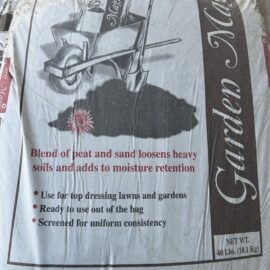 Blend of peat and sand loosens heavy
soils and adds to moisture retention
• Use for top dressing lawns and gardens
• Ready to use out of the bag
• Screened for uniform consistency
Garden
NET WT.
40 Lbs. (18.1 Kg)